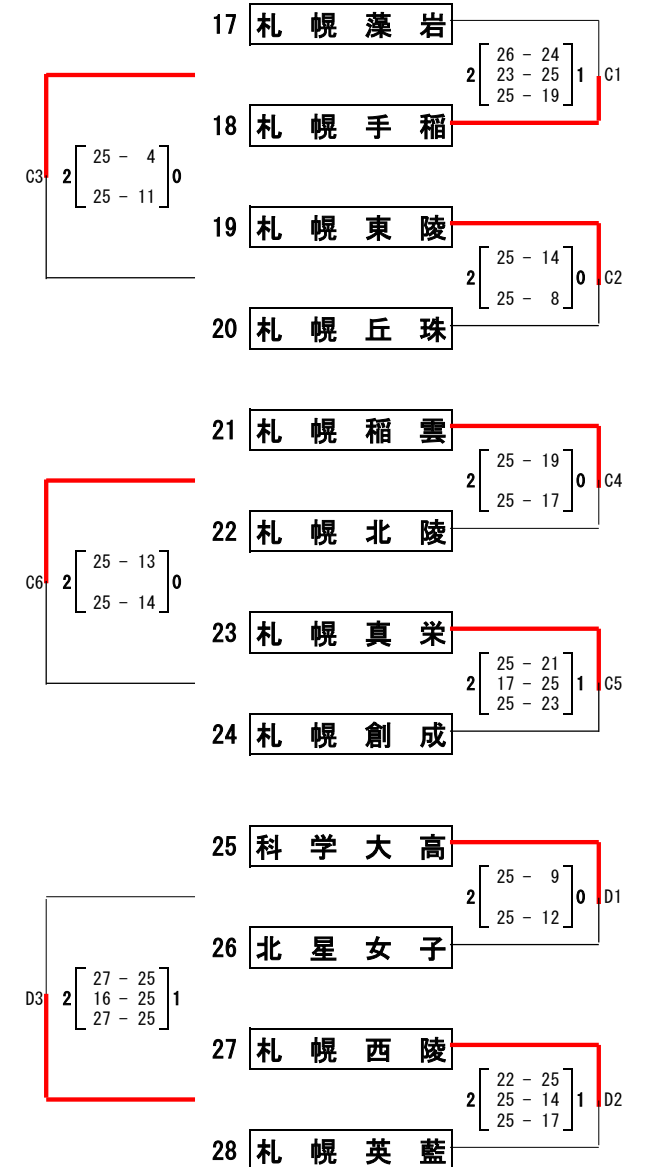 17 札幌藻岩
26 - 24
2 23 - 25 1 C1
25 - 19
18 札幌手稲
25 - 4
C3 2 0
25 - 11
19 札幌東陵
25 - 14
2 0 C2
25 - 8
20 札幌丘珠
21 札幌稲雲
25 - 19
2 0 C4
25 - 17
22 札幌北陵
25 - 13
C6 2 0
25 - 14
23 札幌真栄
25 - 21
2 17 - 25 1 C5
25 - 23
24 札幌創成
25 科学大高
25 - 9
2 0 D1
25 - 12
26 北星女子
27 - 25
D3 2 16 - 25 1
27 - 25
27 札幌西陵
22 - 25
2 25 - 14 1 D2
25 - 17
28 札幌英藍